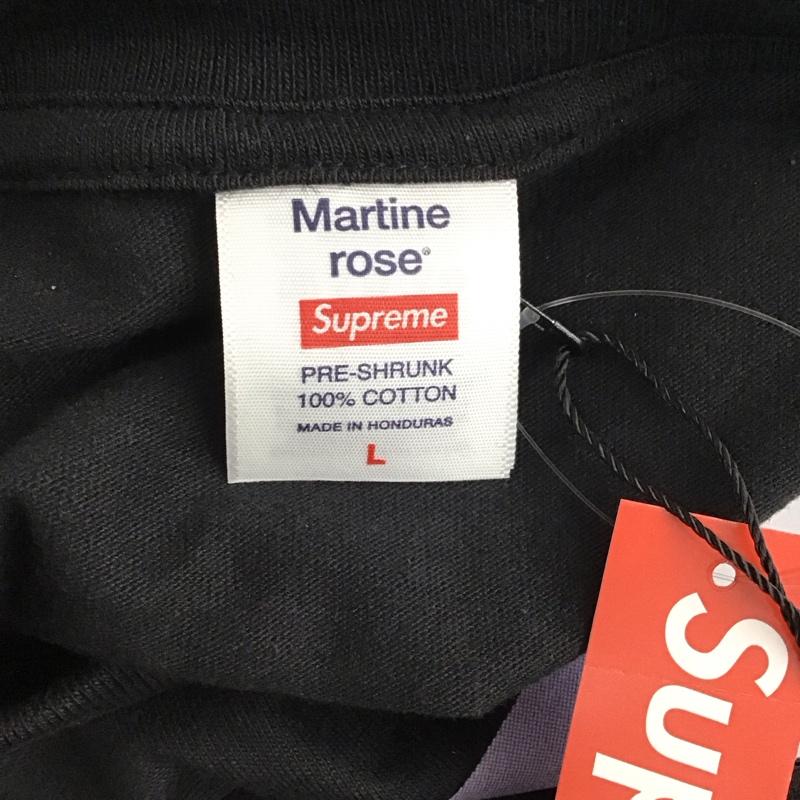 Martine
rose®
Supreme
PRE-SHRUNK
100% COTTON
MADE IN HONDURAS
L
Sup